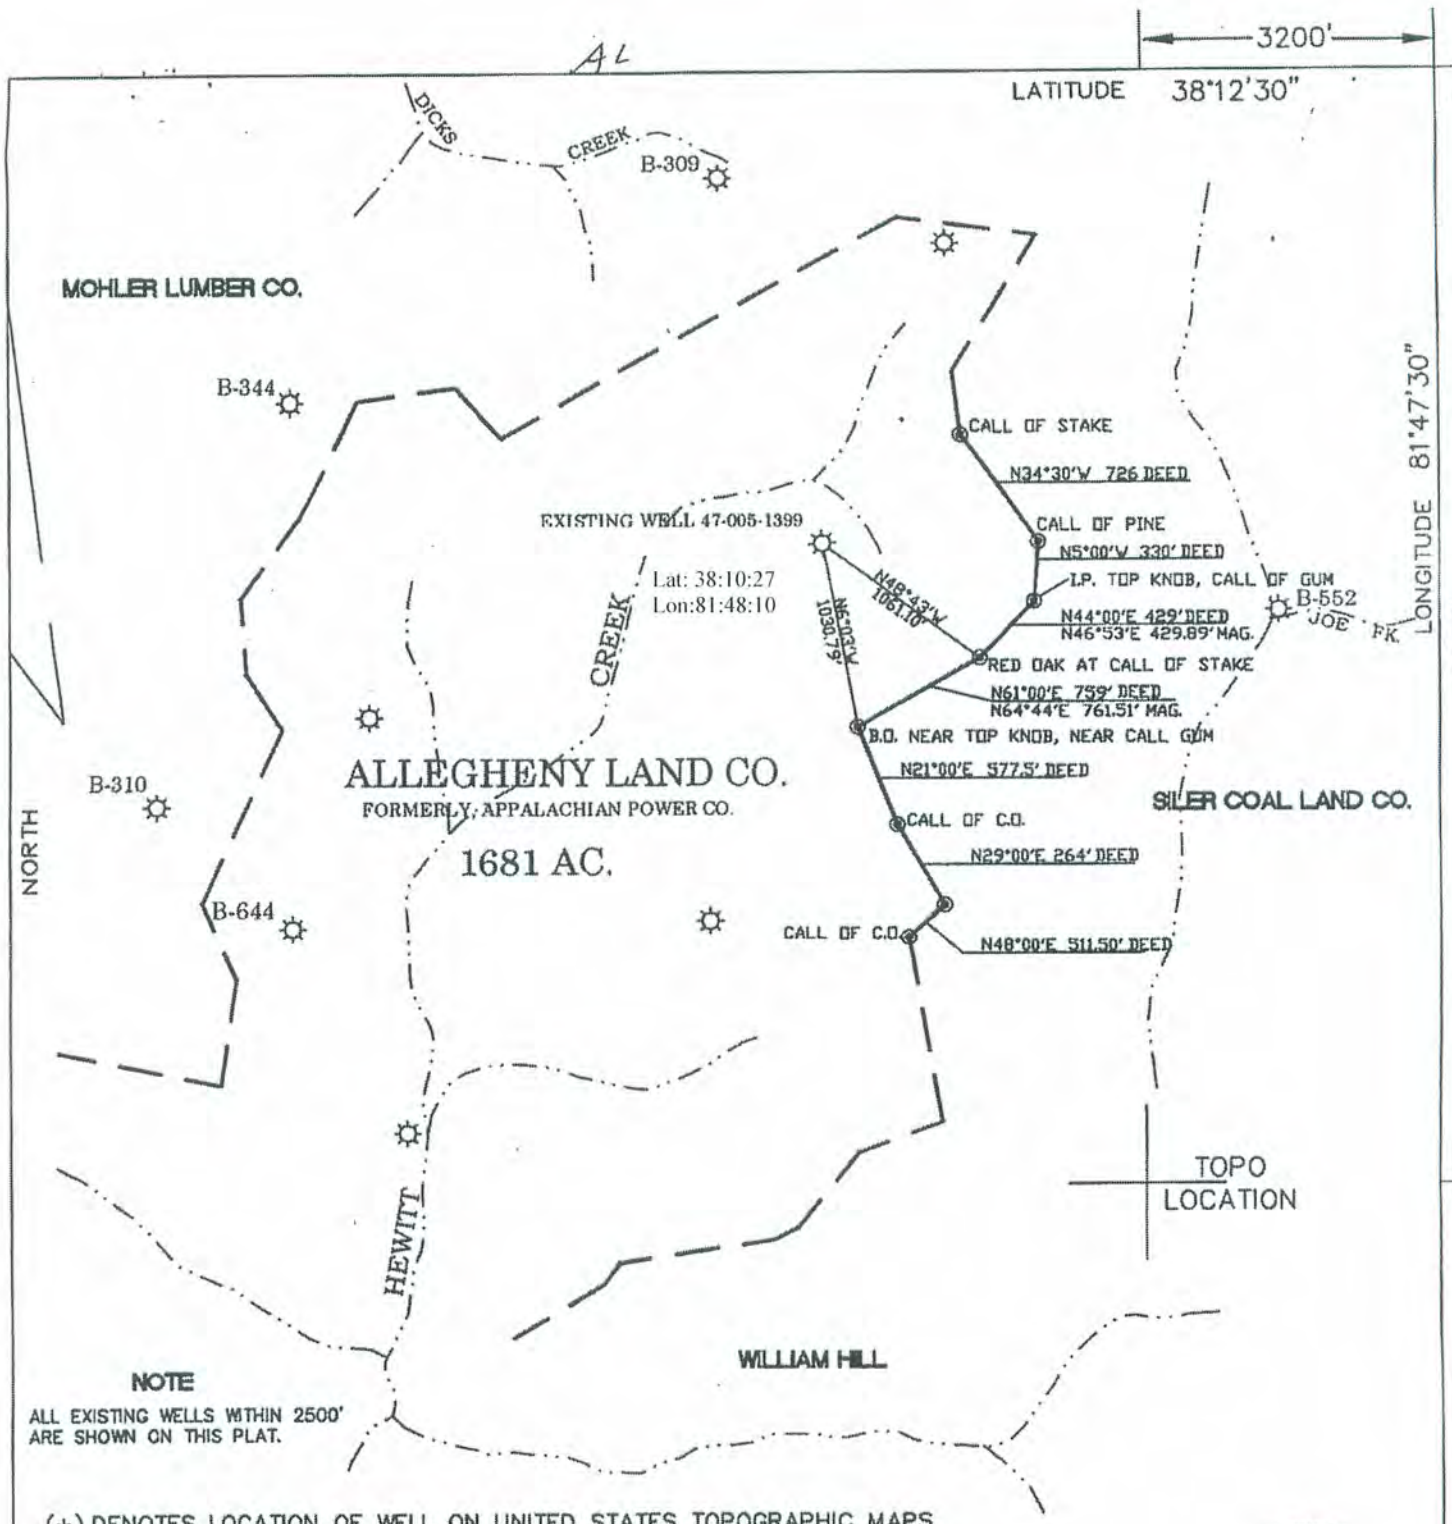 AL
3200'
LATITUDE 38°12'30"
DICKS
CREEK
B-309
MOHLER LUMBER CO.
B-344
LONGITUDE 81°47'30"
CALL OF STAKE
N34°30'W 726 DEED
CALL OF PINE
EXISTING WELL 47-005-1399
N5°00'W 330' DEED
Lat: 38:10:27
Lon:81:48:10
I.P. TOP KNOB, CALL OF GUM
N48°43'W
1061.10'
N6°03'W
1030.79'
B-552
JOE FK.
N44°00'E 429' DEED
N46°53'E 429.89' MAG.
CREEK
RED OAK AT CALL OF STAKE
N61°00'E 759' DEED
N64°44'E 761.51' MAG.
B.O. NEAR TOP KNOB, NEAR CALL GUM
ALLEGHENY LAND CO.
N21°00'E 577.5' DEED
B-310
FORMERLY; APPALACHIAN POWER CO.
SILER COAL LAND CO.
CALL OF C.O.
NORTH
1681 AC.
N29°00'E 264' DEED
B-644
CALL OF C.O.
N48°00'E 511.50' DEED
TOPO
LOCATION
HEWITT
WILLIAM HILL
NOTE
ALL EXISTING WELLS WITHIN 2500'
ARE SHOWN ON THIS PLAT.
(+) DENOTES LOCATION OF WELL ON UNITED STATES TOPOGRAPHIC MAPS